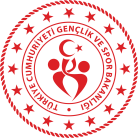 TÜRKİYE CUMHURİYETİ GENÇLİK VE SPOR BAKANLIĞI